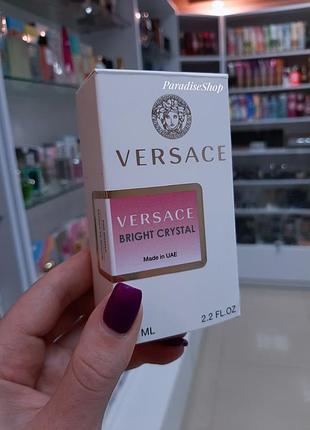 ParadiseShop
VERSACE
VERSACE
BRIGHT CRYSTAL
Made in UAE
ML
2.2 FL.OZ